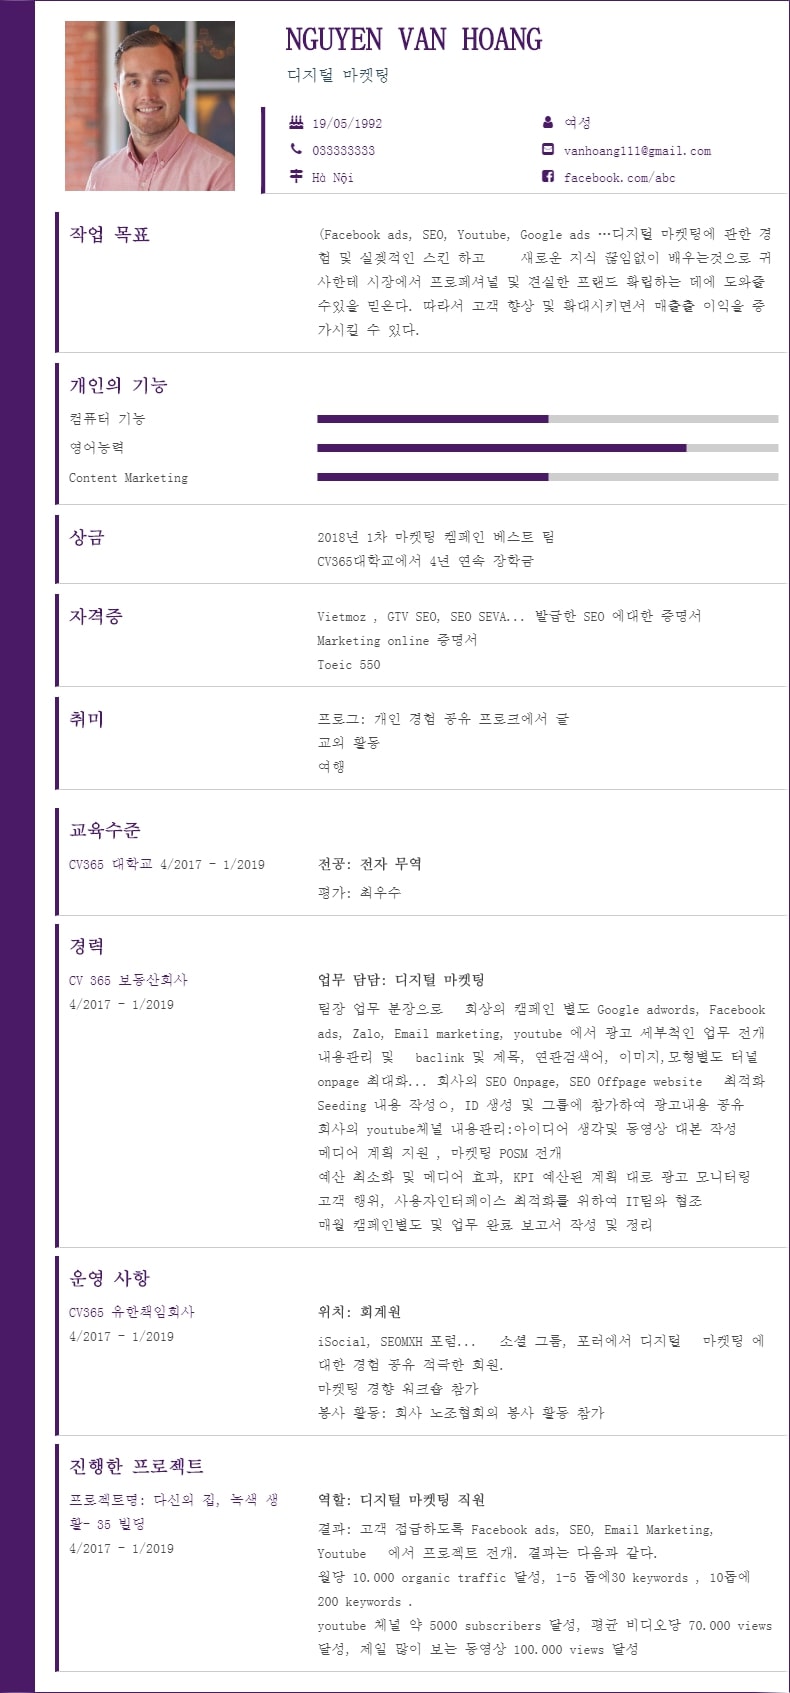 NGUYEN VAN HOANG
디지털 마켓팅
19/05/1992
여성
033333333
vanhoang111@gmail.com
Hà Nội
facebook.com/abc
작업 목표
(Facebook ads, SEO, Youtube, Google ads …디지털 마켓팅에 관한 경
험 및 실젲적인 스킨 하고 새로운 지식 끊임없이 배우는것으로 귀
사한테 시장에서 프로페셔널 및 견실한 프랜드 확립하는 데에 도와줄
수있을 믿은다. 따라서 고객 향상 및 확대시키면서 매출출 이익을 증
가시킬 수 있다.
개인의 기능
컴퓨터 기능
영어능력
Content Marketing
상금
2018년 1차 마켓팅 켐페인 베스트 팀
CV365대학교에서 4년 연속 장학금
자격증
Vietmoz , GTV SEO, SEO SEVA... 발급한 SEO 에대한 증명서
Marketing online 증명서
Toeic 550
취미
프로그: 개인 경험 공유 프로크에서 글
교외 활동
여행
교육수준
CV365 대학교 4/2017 - 1/2019
전공: 전자 무역
평가: 최우수
경력
CV 365 보동산회사
업무 담담: 디지털 마켓팅
4/2017 - 1/2019
팀장 업무 분장으로 회상의 캠페인 별도 Google adwords, Facebook
ads, Zalo, Email marketing, youtube 에서 광고 세부척인 업무 전개
내용관리 및 baclink 및 제목, 연관검색어, 이미지,모형별도 터널
onpage 최대화... 회사의 SEO Onpage, SEO Offpage website 최적화
Seeding 내용 작성ㅇ, ID 생성 및 그룹에 참가하여 광고내용 공유
회사의 youtube체널 내용관리:아이디어 생각및 동영상 대본 작성
메디어 계획 지원 , 마켓팅 POSM 전개
예산 최소화 및 메디어 효과, KPI 예산된 계획 대로 광고 모니터링
고객 행위, 사용자인터페이스 최적화를 위하여 IT팀와 협조
매월 캠페인별도 및 업무 완료 보고서 작성 및 정리
운영 사항
CV365 유한책임회사
위치: 회계원
4/2017 - 1/2019
iSocial, SEOMXH 포럼... 소셜 그룹, 포러에서 디지털 마켓팅 에
대한 경험 공유 적극한 회원.
마켓팅 경향 워크숍 참가
봉사 활동: 회사 노조협회의 봉사 활동 참가
진행한 프로젝트
프로젝트명: 다신의 집, 녹색 생
활- 35 빌딩
역할: 디지털 마켓팅 직원
4/2017 - 1/2019
결과: 고객 접급하도록 Facebook ads, SEO, Email Marketing,
Youtube 에서 프로젝트 전개. 결과는 다음과 같다.
월당 10.000 organic traffic 달성, 1-5 돕에30 keywords , 10돕에
200 keywords .
youtube 체널 약 5000 subscribers 달성, 평균 비디오당 70.000 views
달성, 제일 많이 보는 동영상 100.000 views 달성